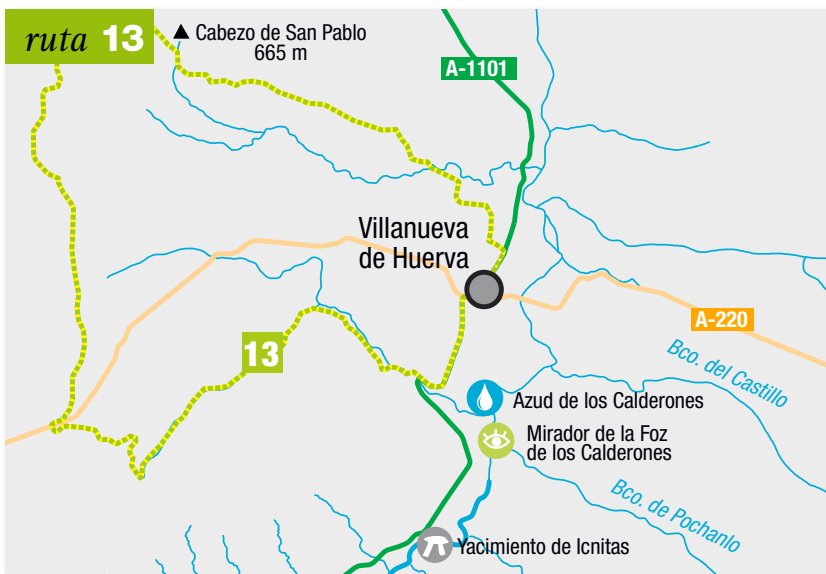 ruta 13
Cabezo de San Pablo
665 m
A-1101
Villanueva
de Huerva
A-220
13
Bco. del Castillo
Azud de los Calderones
Mirador de la Foz
de los Calderones
Bco. de Pochanlo
Yacimiento de Icnitas